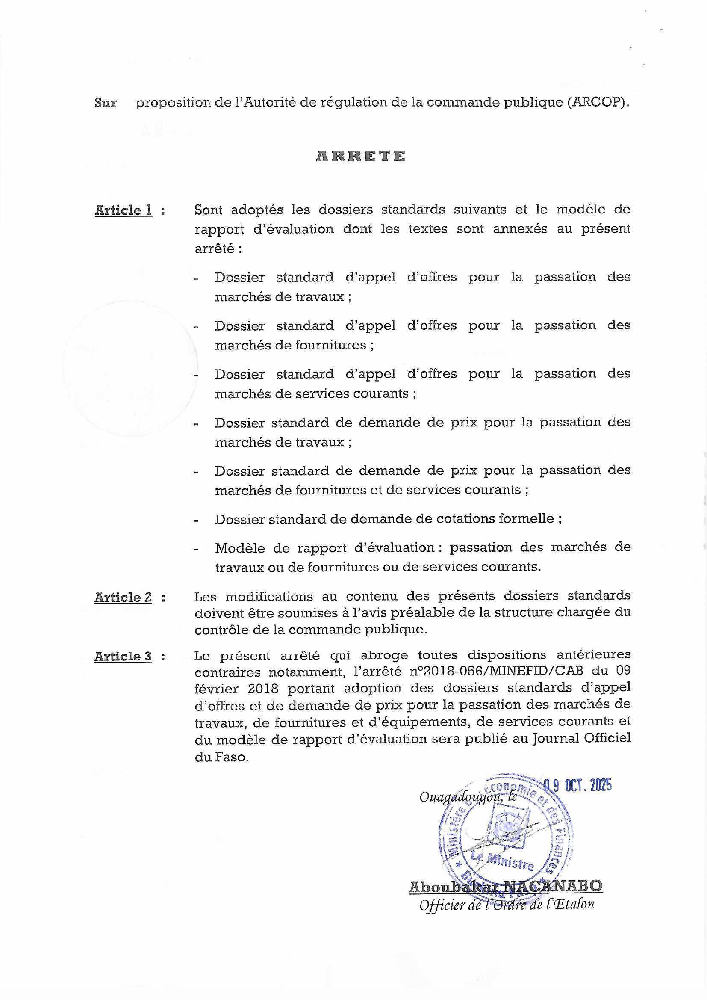 Sur proposition de l'Autorité de régulation de la commande publique (ARCOP).
ARRETE
Article 1 : Sont adoptés les dossiers standards suivants et le modèle de
rapport d'évaluation dont les textes sont annexés au présent
arrêté :
- Dossier standard d'appel d'offres pour la passation des
marchés de travaux ;
- Dossier standard d'appel d'offres pour la passation des
marchés de fournitures ;
- Dossier standard d'appel d'offres pour la passation des
marchés de services courants ;
- Dossier standard de demande de prix pour la passation des
marchés de travaux ;
- Dossier standard de demande de prix pour la passation des
marchés de fournitures et de services courants ;
- Dossier standard de demande de cotations formelle ;
- Modèle de rapport d'évaluation : passation des marchés de
travaux ou de fournitures ou de services courants.
Article 2 : Les modifications au contenu des présents dossiers standards
doivent être soumises à l'avis préalable de la structure chargée du
contrôle de la commande publique.
Article 3 : Le présent arrêté qui abroge toutes dispositions antérieures
contraires notamment, l'arrêté n°2018-056/MINEFID/CAB du 09
février 2018 portant adoption des dossiers standards d'appel
d'offres et de demande de prix pour la passation des marchés de
travaux, de fournitures et d'équipements, de services courants et
du modèle de rapport d'évaluation sera publié au Journal Officiel
du Faso.
Ouagadougou, le 09 OCT. 2025
Ministère de l'Economie et des Finances
Le Ministre
Burkina Faso
Aboubakar NACANABO
Officier de l'Ordre de l'Etalon